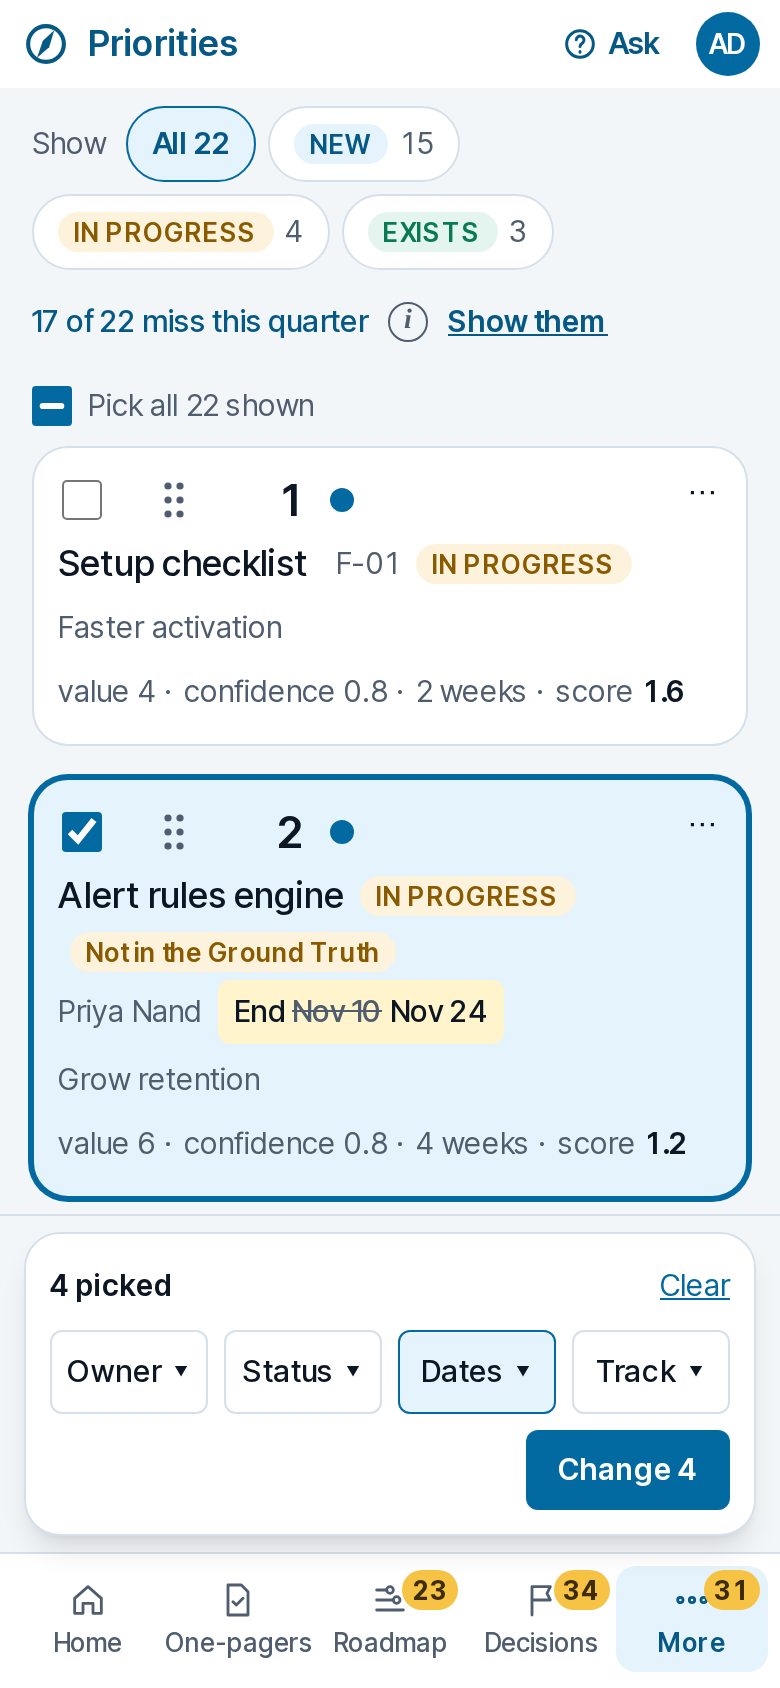 Priorities Ask AD
Show All 22 NEW 15
IN PROGRESS 4 EXISTS 3
17 of 22 miss this quarter i Show them
Pick all 22 shown
1 ...
Setup checklist F-01 IN PROGRESS
Faster activation
value 4 · confidence 0.8 · 2 weeks · score 1.6
2 ...
Alert rules engine IN PROGRESS
Not in the Ground Truth
Priya Nand End Nov 10 Nov 24
Grow retention
value 6 · confidence 0.8 · 4 weeks · score 1.2
4 picked Clear
Owner ▼ Status ▼ Dates ▼ Track ▼
Change 4
23 34 31
Home One-pagers Roadmap Decisions More